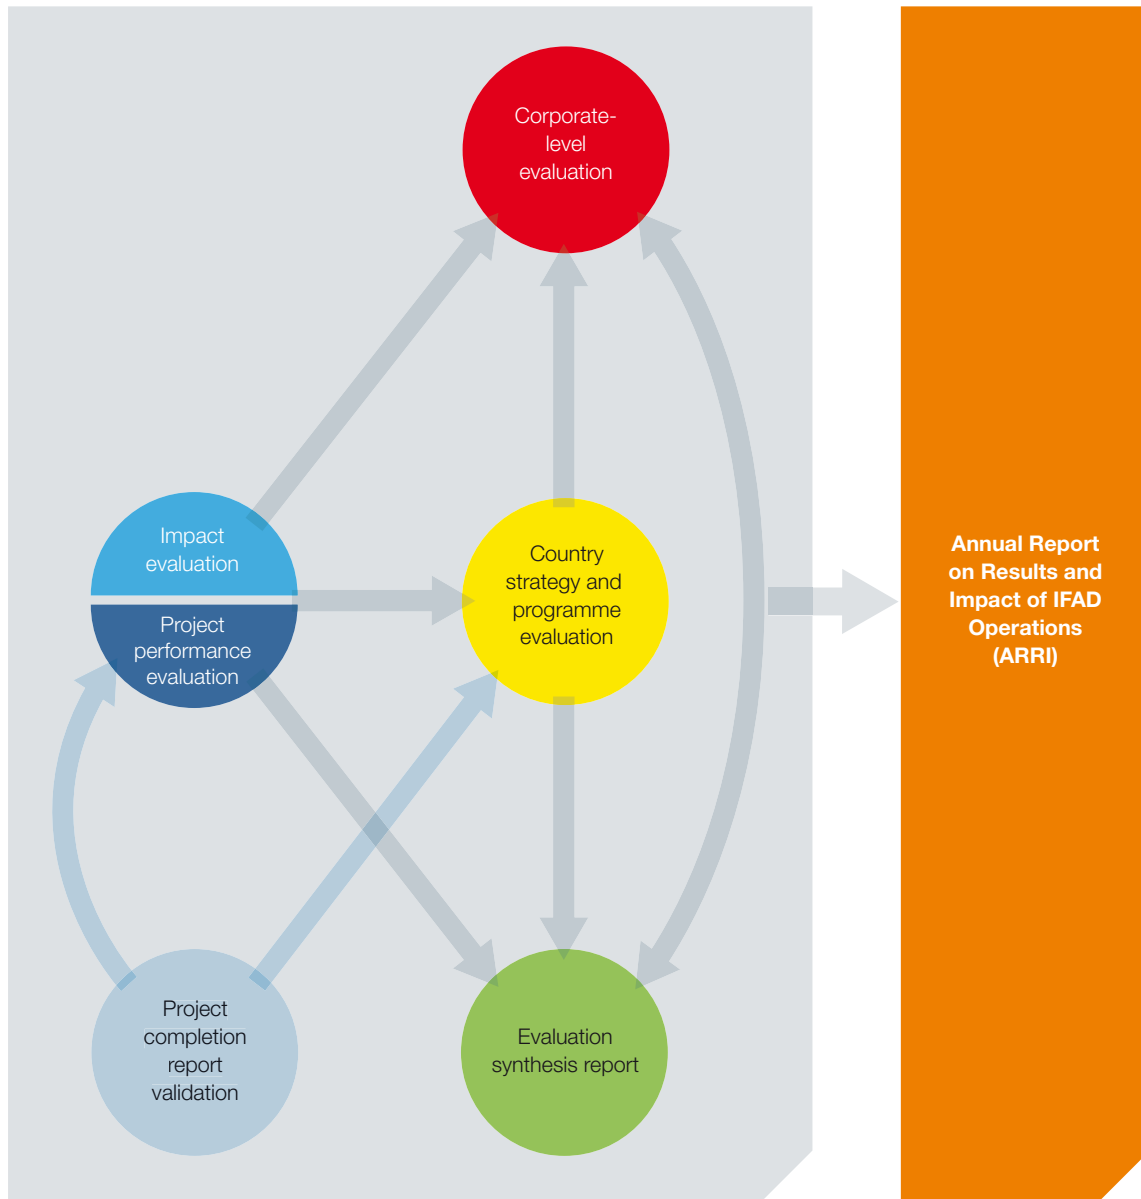 Corporate-
level
evaluation
Impact
evaluation
Project
performance
evaluation
Country
strategy and
programme
evaluation
Annual Report
on Results and
Impact of IFAD
Operations
(ARRI)
Project
completion
report
validation
Evaluation
synthesis report